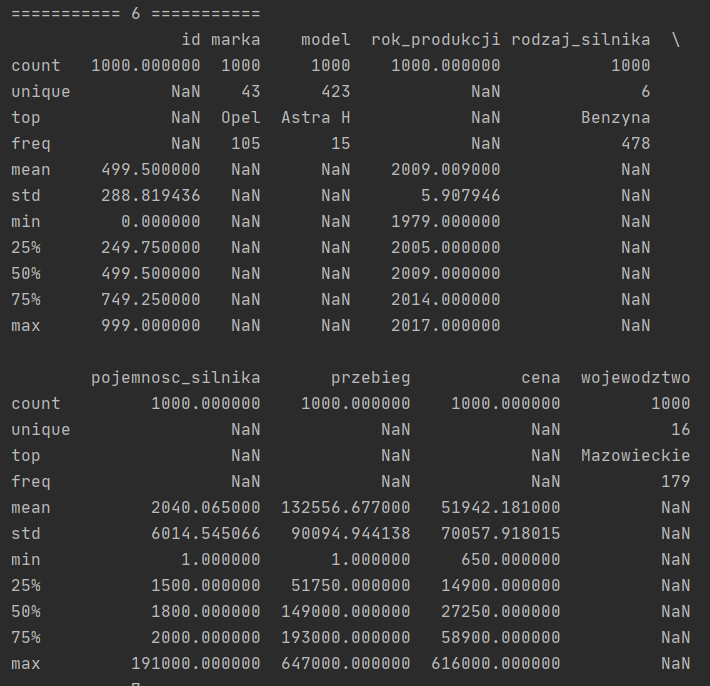 =========== 6 ===========
id marka model rok_produkcji rodzaj_silnika \
count 1000.000000 1000 1000 1000.000000 1000
unique NaN 43 423 NaN 6
top NaN Opel Astra H NaN Benzyna
freq NaN 105 15 NaN 478
mean 499.500000 NaN NaN 2009.009000 NaN
std 288.819436 NaN NaN 5.907946 NaN
min 0.000000 NaN NaN 1979.000000 NaN
25% 249.750000 NaN NaN 2005.000000 NaN
50% 499.500000 NaN NaN 2009.000000 NaN
75% 749.250000 NaN NaN 2014.000000 NaN
max 999.000000 NaN NaN 2017.000000 NaN
pojemnosc_silnika przebieg cena wojewodztwo
count 1000.000000 1000.000000 1000.000000 1000
unique NaN NaN NaN 16
top NaN NaN NaN Mazowieckie
freq NaN NaN NaN 179
mean 2040.065000 132556.677000 51942.181000 NaN
std 6014.545066 90094.944138 70057.918015 NaN
min 1.000000 1.000000 650.000000 NaN
25% 1500.000000 51750.000000 14900.000000 NaN
50% 1800.000000 149000.000000 27250.000000 NaN
75% 2000.000000 193000.000000 58900.000000 NaN
max 191000.000000 647000.000000 616000.000000 NaN